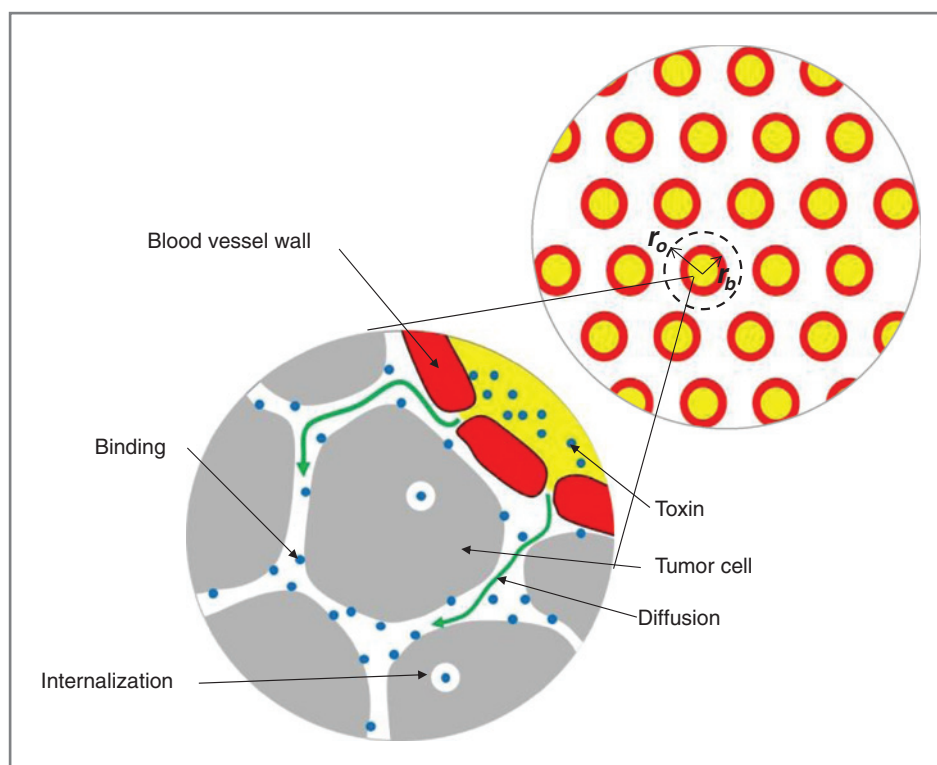 r_o
r_b
Blood vessel wall
Binding
Toxin
Tumor cell
Diffusion
Internalization